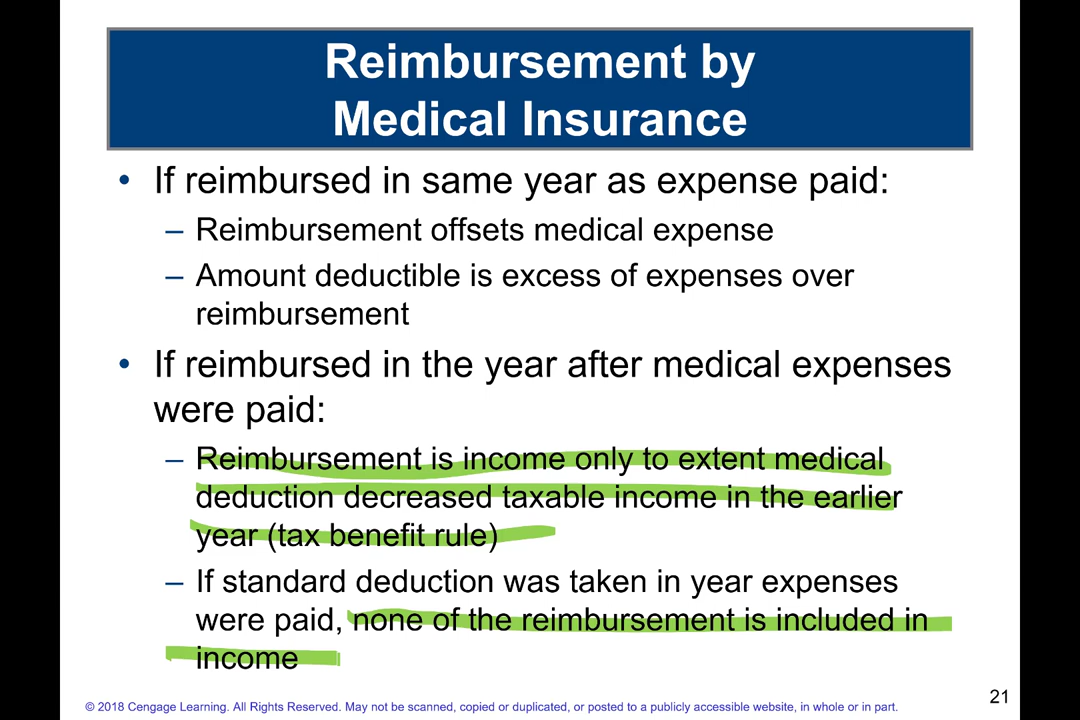 Reimbursement by
Medical Insurance
• If reimbursed in same year as expense paid:
– Reimbursement offsets medical expense
– Amount deductible is excess of expenses over
reimbursement
• If reimbursed in the year after medical expenses
were paid:
– Reimbursement is income only to extent medical
deduction decreased taxable income in the earlier
year (tax benefit rule)
– If standard deduction was taken in year expenses
were paid, none of the reimbursement is included in
income
© 2018 Cengage Learning. All Rights Reserved. May not be scanned, copied or duplicated, or posted to a publicly accessible website, in whole or in part.
21